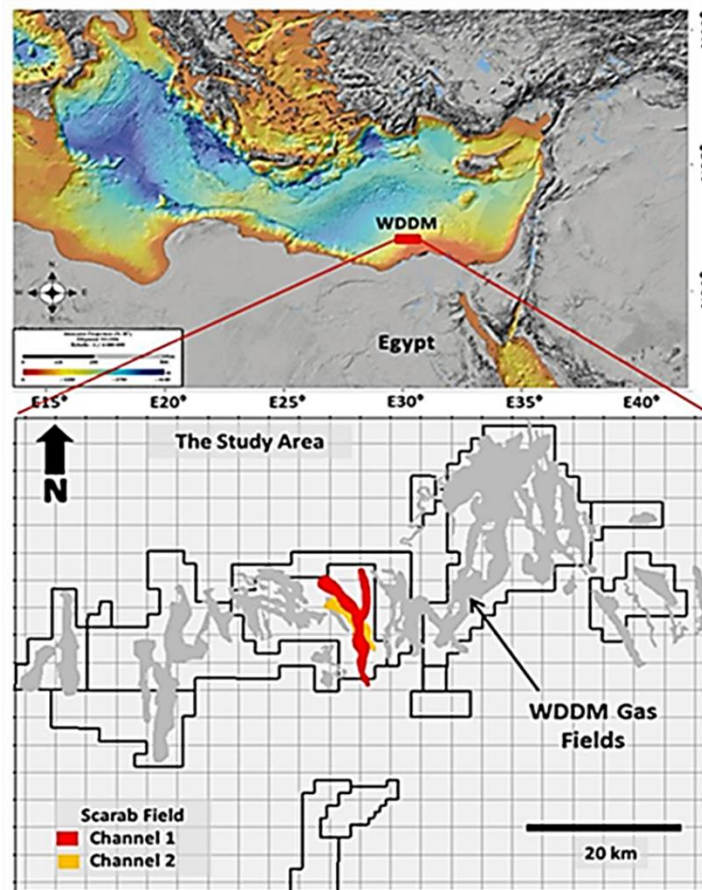 WDDM
Egypt
E15° E20° E25° E30° E35° E40°
The Study Area
N
WDDM Gas
Fields
Scarab Field
Channel 1
Channel 2
20 km